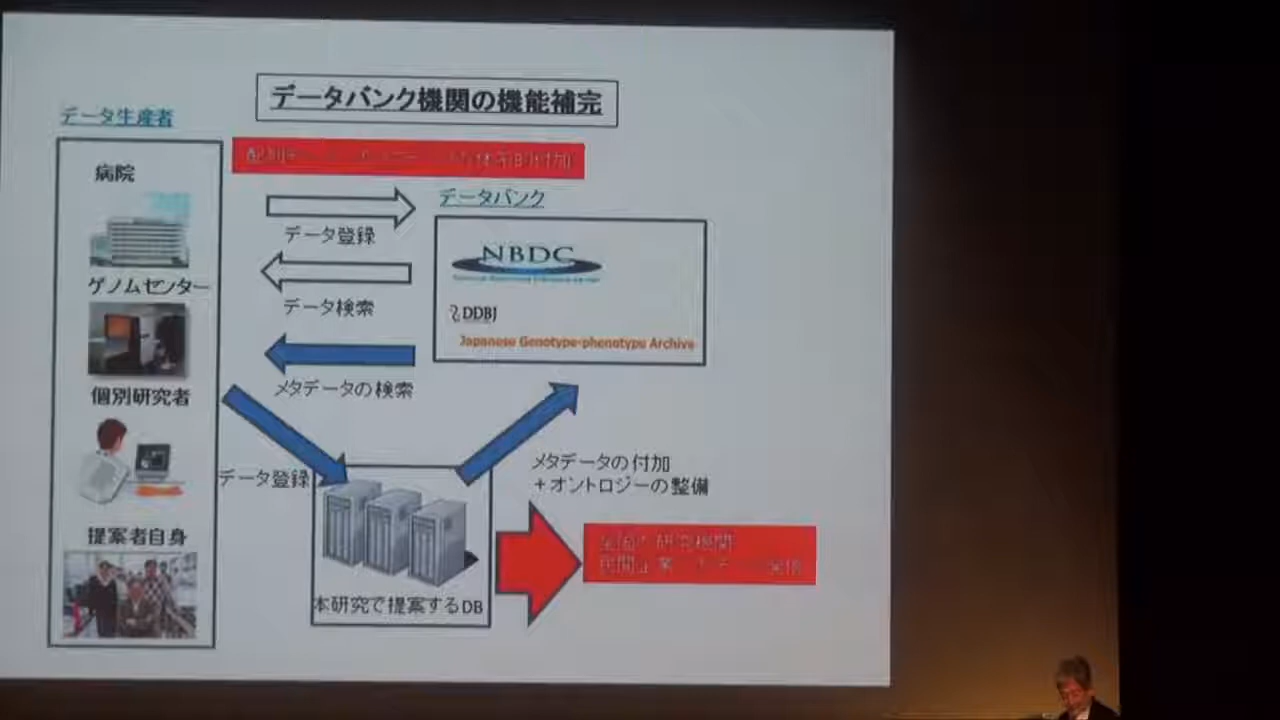 データバンク機関の機能補完
データ生産者
病院
ゲノムセンター
個別研究者
提案者自身
データ登録
データ検索
メタデータの検索
データ登録
データバンク
NBDC
DDBJ
Japanese Genotype-phenotype Archive
メタデータの付加
+オントロジーの整備
本研究で提案するDB